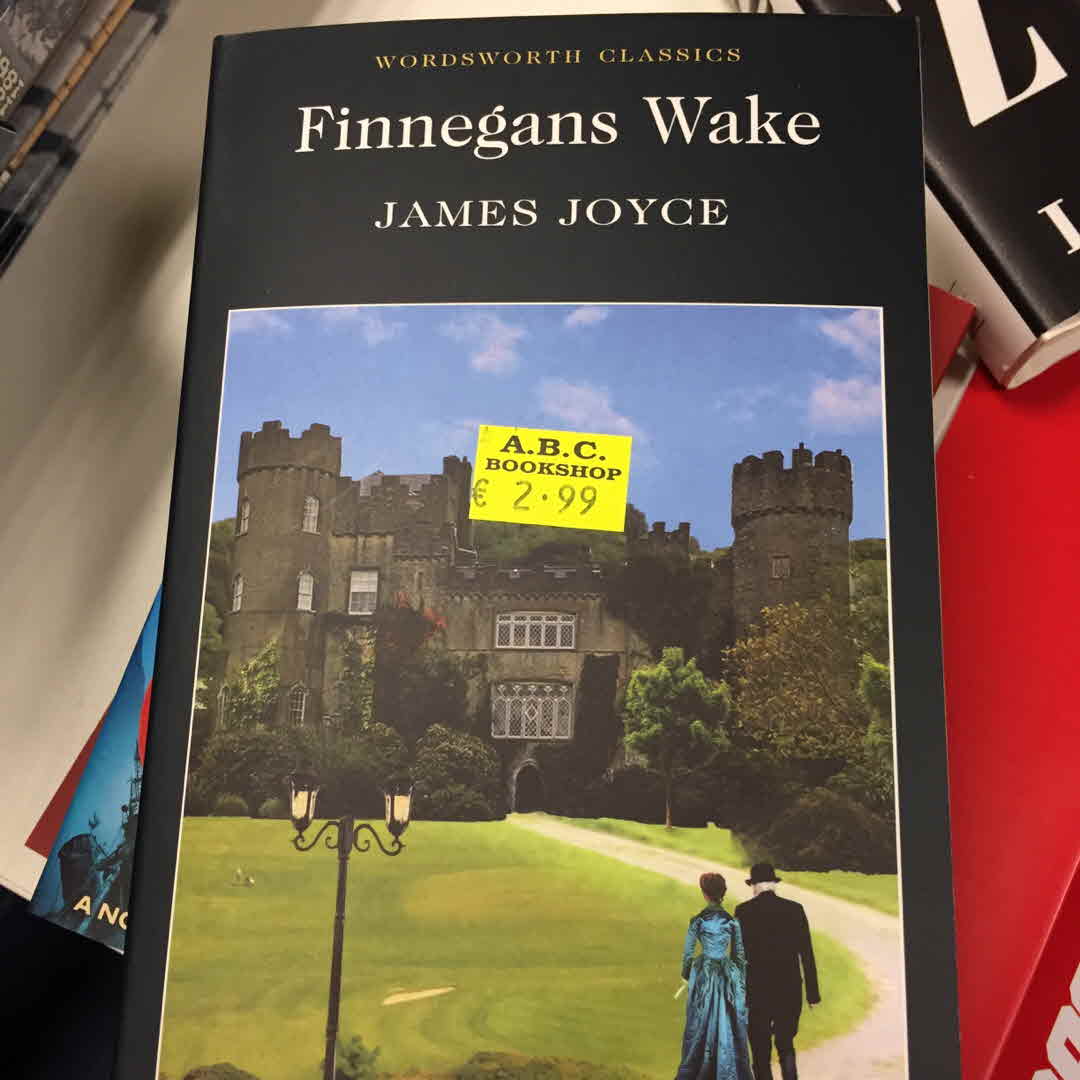 WORDSWORTH CLASSICS
Finnegans Wake
JAMES JOYCE
A.B.C.
BOOKSHOP
€ 2.99